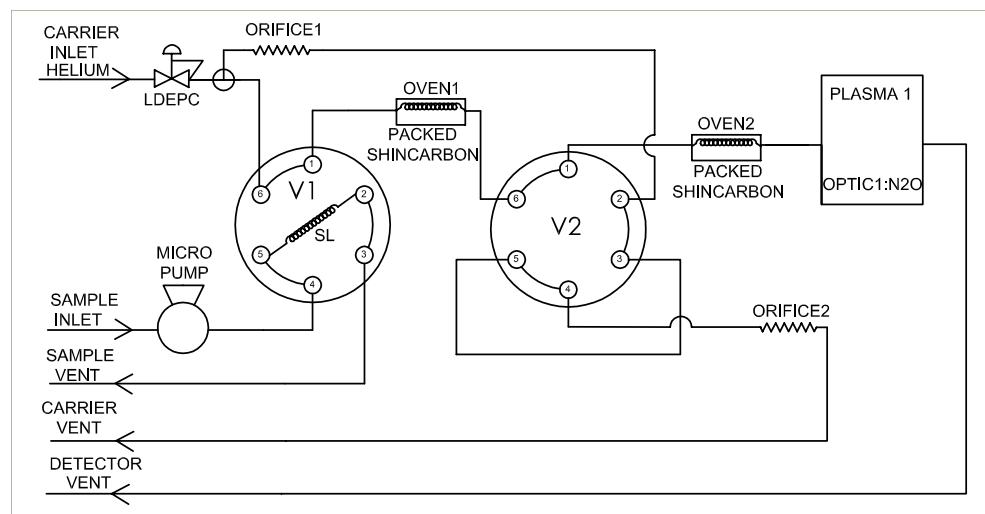 CARRIER
INLET
HELIUM
LDEPC
ORIFICE1
OVEN1
PACKED
SHINCARBON
OVEN2
PACKED
SHINCARBON
PLASMA 1
OPTIC1:N2O
V1
1
2
3
4
5
6
SL
V2
1
2
3
4
5
6
MICRO
PUMP
SAMPLE
INLET
SAMPLE
VENT
CARRIER
VENT
DETECTOR
VENT
ORIFICE2